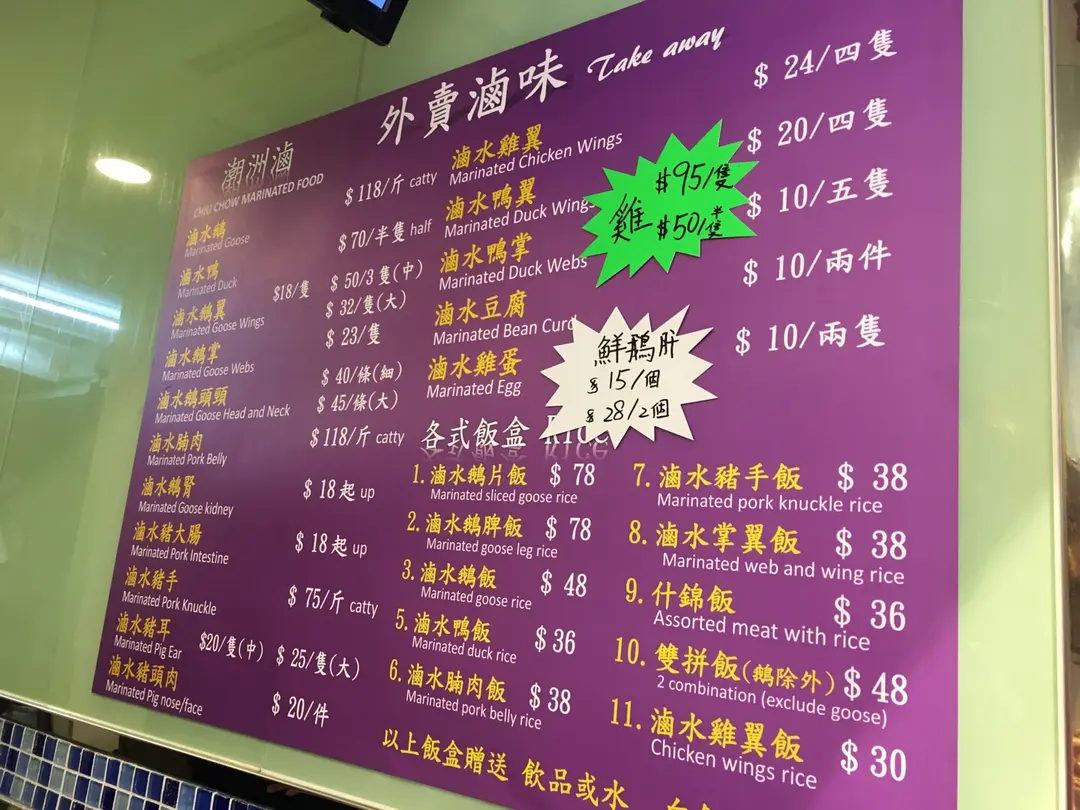 外賣滷味 Take away
潮洲滷
CHIU CHOW MARINATED FOOD
滷水鵝 $118/斤 catty
Marinated Goose
滷水鴨 $70/半隻 half
Marinated Duck
滷水鵝翼 $18/隻 $50/3隻(中)
Marinated Goose Wings $32/隻(大)
滷水鵝掌 $23/隻
Marinated Goose Webs
滷水鵝頭頸 $40/條(細)
Marinated Goose Head and Neck $45/條(大)
滷水腩肉 $118/斤 catty
Marinated Pork Belly
滷水鵝腎 $18起 up
Marinated Goose kidney
滷水豬大腸 $18起 up
Marinated Pork Intestine
滷水豬手 $75/斤 catty
Marinated Pork Knuckle
滷水豬耳 $20/隻(中) $25/隻(大)
Marinated Pig Ear
滷水豬頭肉 $20/件
Marinated Pig nose/face
滷水雞翼 $24/四隻
Marinated Chicken Wings
滷水鴨翼 $20/四隻
Marinated Duck Wings
滷水鴨掌 $10/五隻
Marinated Duck Webs
滷水豆腐 $10/兩件
Marinated Bean Curd
滷水雞蛋 $10/兩隻
Marinated Egg
雞 $95/隻
$50/半隻
鮮鵝肝
$15/個
$28/2個
各式飯盒 Rice
1. 滷水鵝片飯 $78
Marinated sliced goose rice
2. 滷水鵝脾飯 $78
Marinated goose leg rice
3. 滷水鵝飯 $48
Marinated goose rice
5. 滷水鴨飯 $36
Marinated duck rice
6. 滷水腩肉飯 $38
Marinated pork belly rice
7. 滷水豬手飯 $38
Marinated pork knuckle rice
8. 滷水掌翼飯 $38
Marinated web and wing rice
9. 什錦飯 $36
Assorted meat with rice
10. 雙拼飯(鵝除外) $48
2 combination (exclude goose)
11. 滷水雞翼飯 $30
Chicken wings rice
以上飯盒贈送 飲品或水